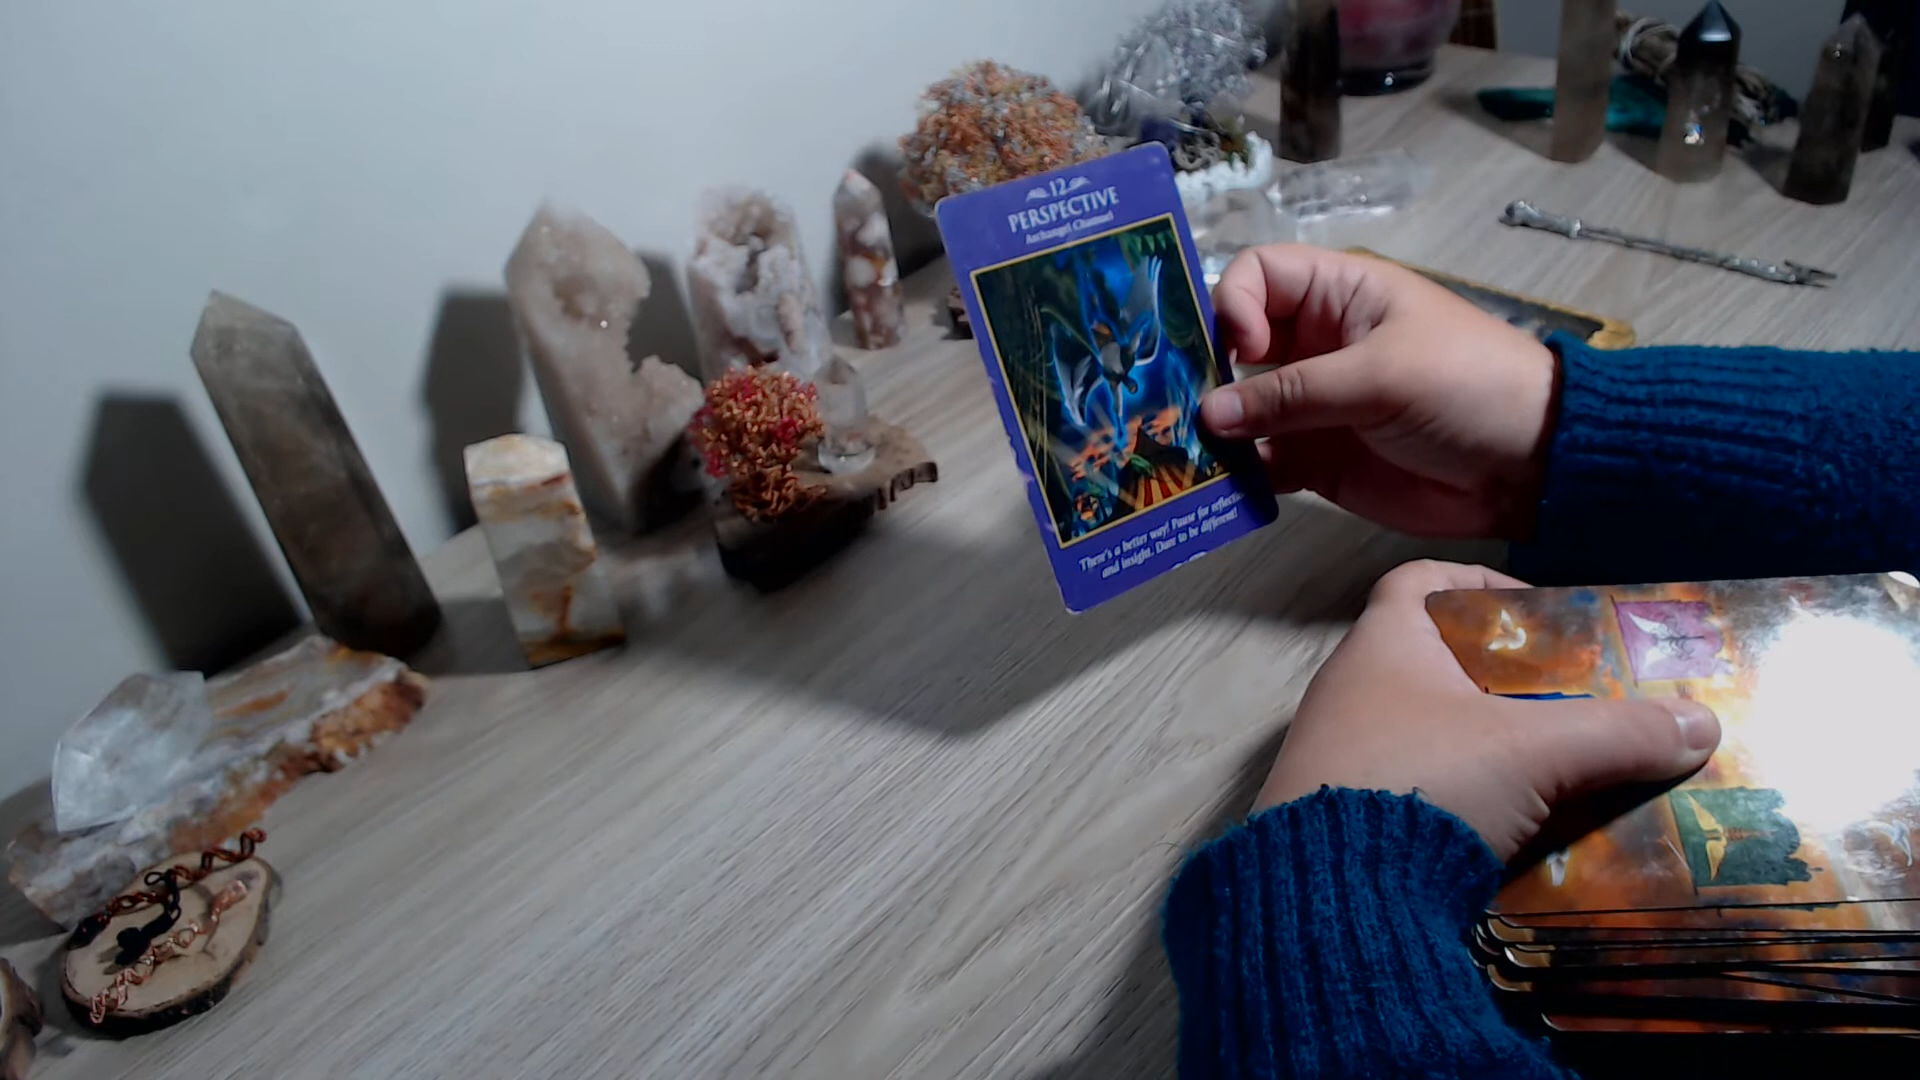 12
PERSPECTIVE
Archangel Chamuel
There's a better way! Pause for reflection
and insight. Dare to be different!